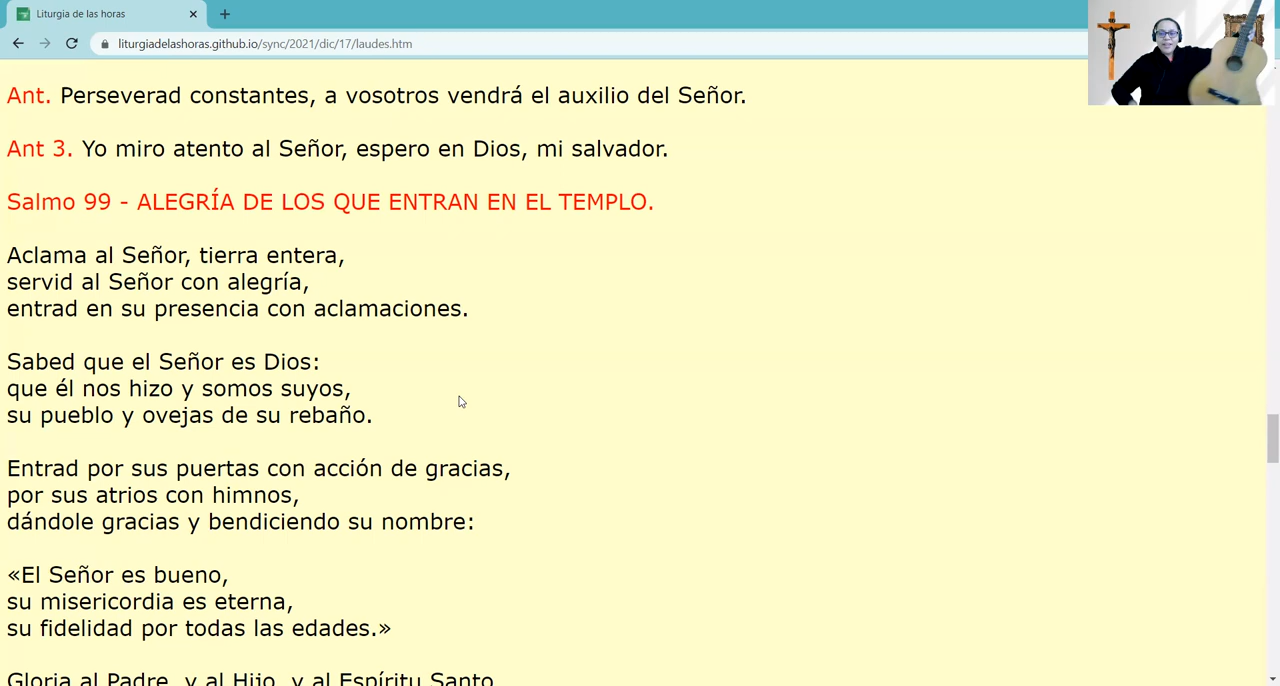 Liturgia de las horas
liturgiadelashoras.github.io/sync/2021/dic/17/laudes.htm
Ant. Perseverad constantes, a vosotros vendrá el auxilio del Señor.
Ant 3. Yo miro atento al Señor, espero en Dios, mi salvador.
Salmo 99 - ALEGRÍA DE LOS QUE ENTRAN EN EL TEMPLO.
Aclama al Señor, tierra entera,
servid al Señor con alegría,
entrad en su presencia con aclamaciones.
Sabed que el Señor es Dios:
que él nos hizo y somos suyos,
su pueblo y ovejas de su rebaño.
Entrad por sus puertas con acción de gracias,
por sus atrios con himnos,
dándole gracias y bendiciendo su nombre:
«El Señor es bueno,
su misericordia es eterna,
su fidelidad por todas las edades.»
Gloria al Padre, y al Hijo, y al Espíritu Santo